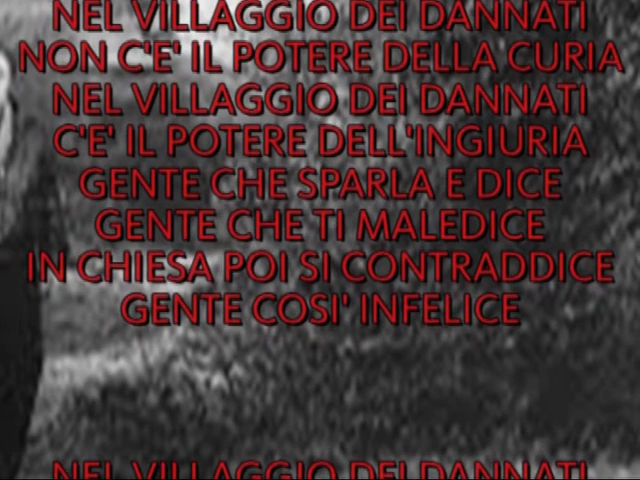 NEL VILLAGGIO DEI DANNATI
NON C'E' IL POTERE DELLA CURIA
NEL VILLAGGIO DEI DANNATI
C'E' IL POTERE DELL'INGIURIA
GENTE CHE SPARLA E DICE
GENTE CHE TI MALEDICE
IN CHIESA POI SI CONTRADDICE
GENTE COSI' INFELICE
NEL VILLAGGIO DEI DANNATI